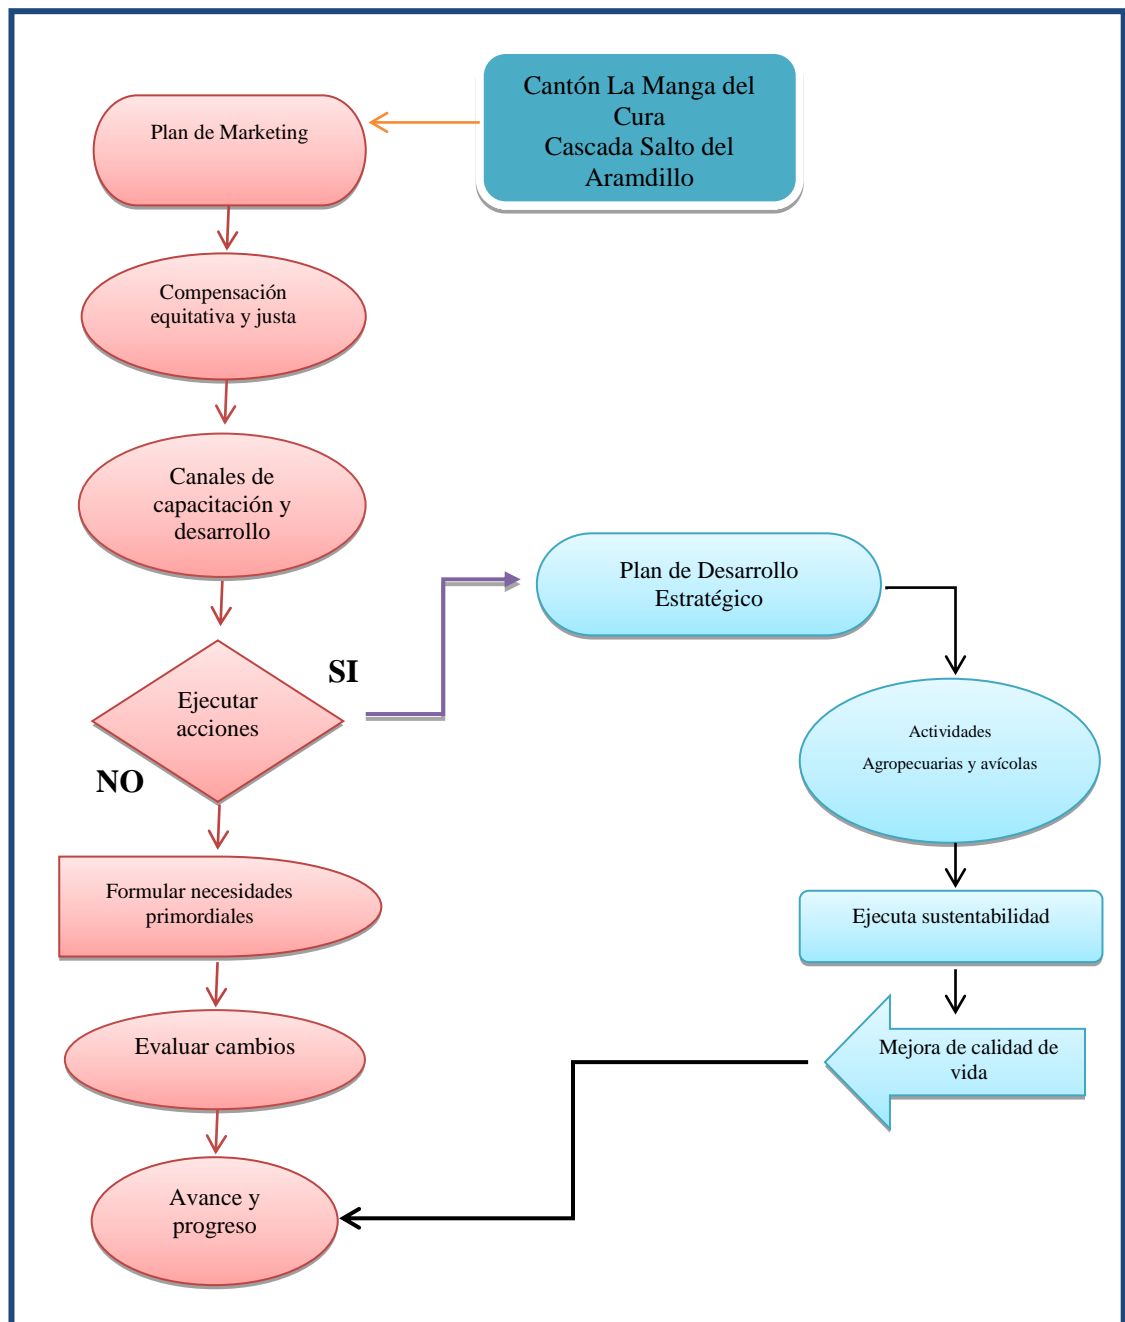 Cantón La Manga del
Cura
Cascada Salto del
Aramdillo
Plan de Marketing
Compensación
equitativa y justa
Canales de
capacitación y
desarrollo
Plan de Desarrollo
Estratégico
SI
Ejecutar
acciones
NO
Actividades
Agropecuarias y avícolas
Formular necesidades
primordiales
Ejecuta sustentabilidad
Evaluar cambios
Mejora de calidad de
vida
Avance y
progreso